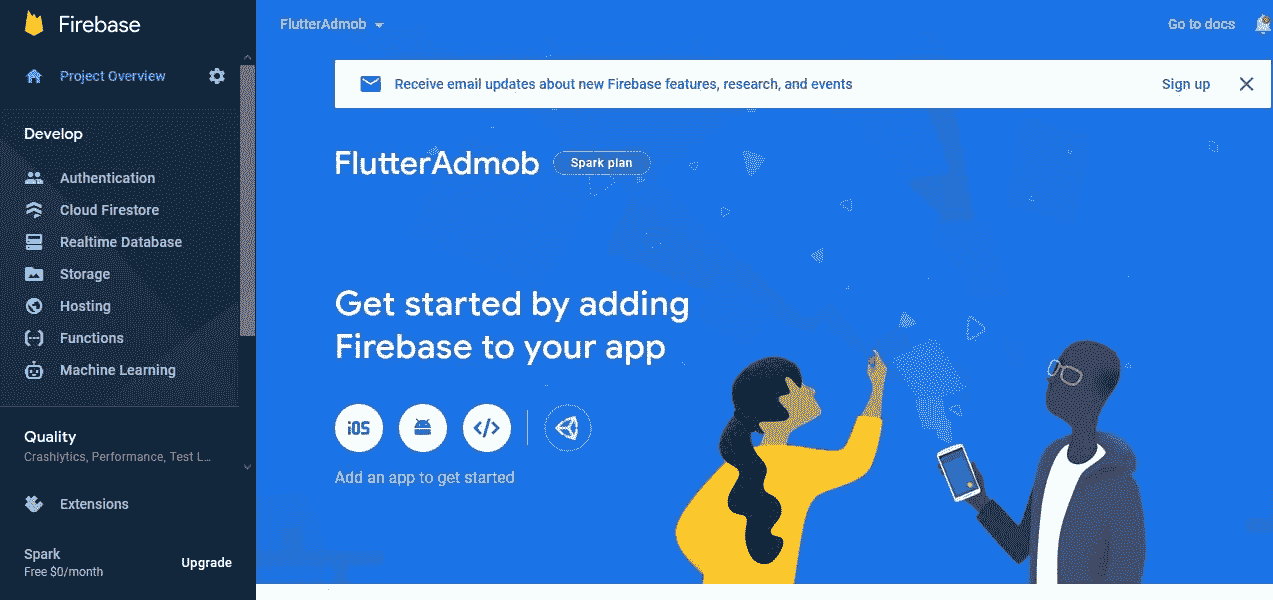 Firebase
Project Overview
Develop
Authentication
Cloud Firestore
Realtime Database
Storage
Hosting
Functions
Machine Learning
Quality
Crashlytics, Performance, Test L...
Extensions
Spark
Free $0/month
Upgrade
FlutterAdmob
Go to docs
Receive email updates about new Firebase features, research, and events
Sign up
FlutterAdmob
Spark plan
Get started by adding
Firebase to your app
iOS
</>
Add an app to get started